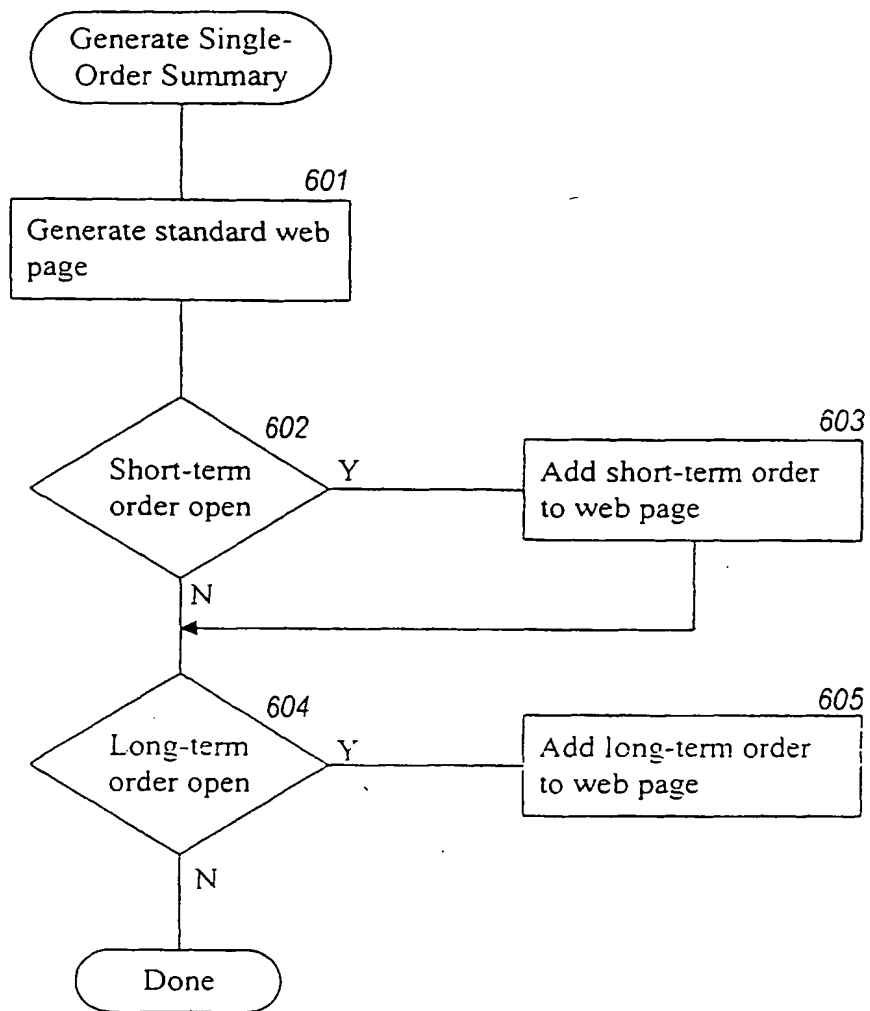 Generate Single-
Order Summary
601
Generate standard web
page
602
Short-term
order open
Y
603
Add short-term order
to web page
N
604
Long-term
order open
Y
605
Add long-term order
to web page
N
Done